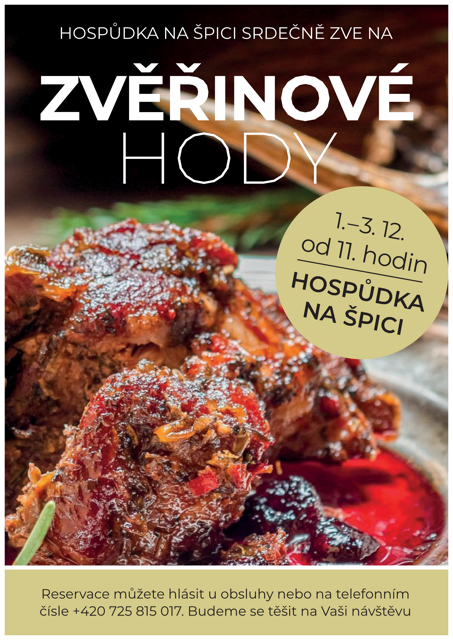 HOSPŮDKA NA ŠPICI SRDEČNĚ ZVE NA
ZVĚŘINOVÉ
HODY
1.–3. 12.
od 11. hodin
HOSPŮDKA
NA ŠPICI
Reservace můžete hlásit u obsluhy nebo na telefonním
čísle +420 725 815 017. Budeme se těšit na Vaši návštěvu